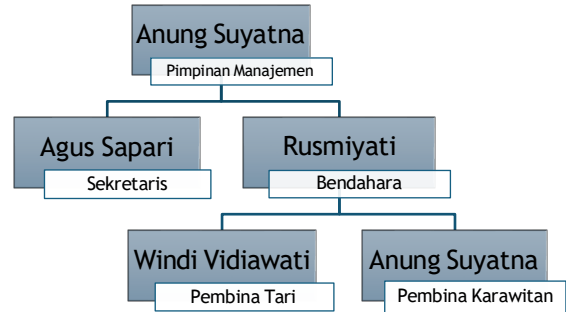 Anung Suyatna
Pimpinan Manajemen
Agus Sapari
Sekretaris
Rusmiyati
Bendahara
Windi Vidiawati
Pembina Tari
Anung Suyatna
Pembina Karawitan